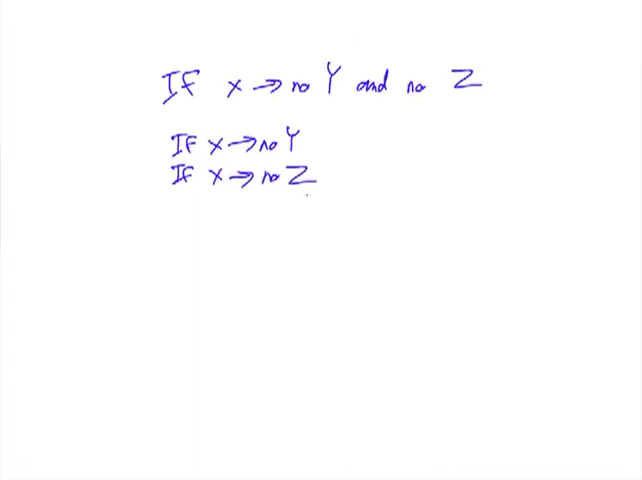 If x → no Y and no Z
If x → no Y
If x → no Z